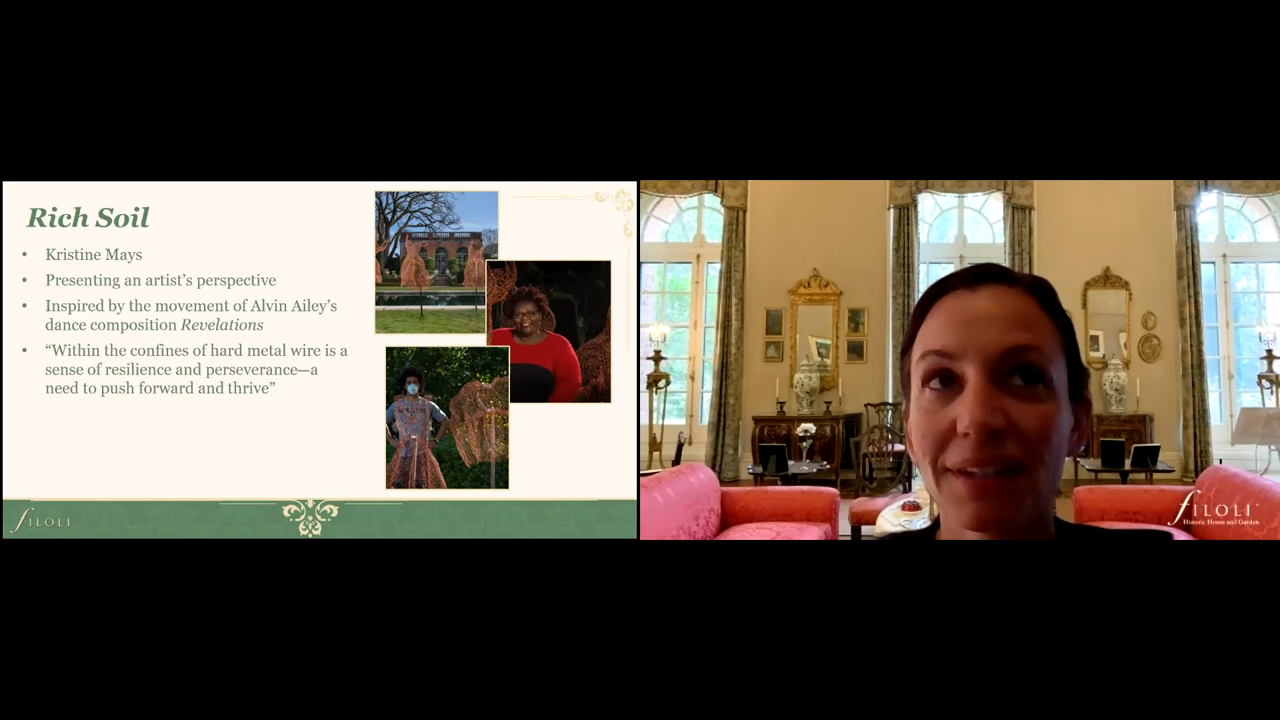 Rich Soil
• Kristine Mays
• Presenting an artist’s perspective
• Inspired by the movement of Alvin Ailey’s
dance composition Revelations
• “Within the confines of hard metal wire is a
sense of resilience and perseverance—a
need to push forward and thrive”
FILOLI
FILOLI
Historic House and Garden